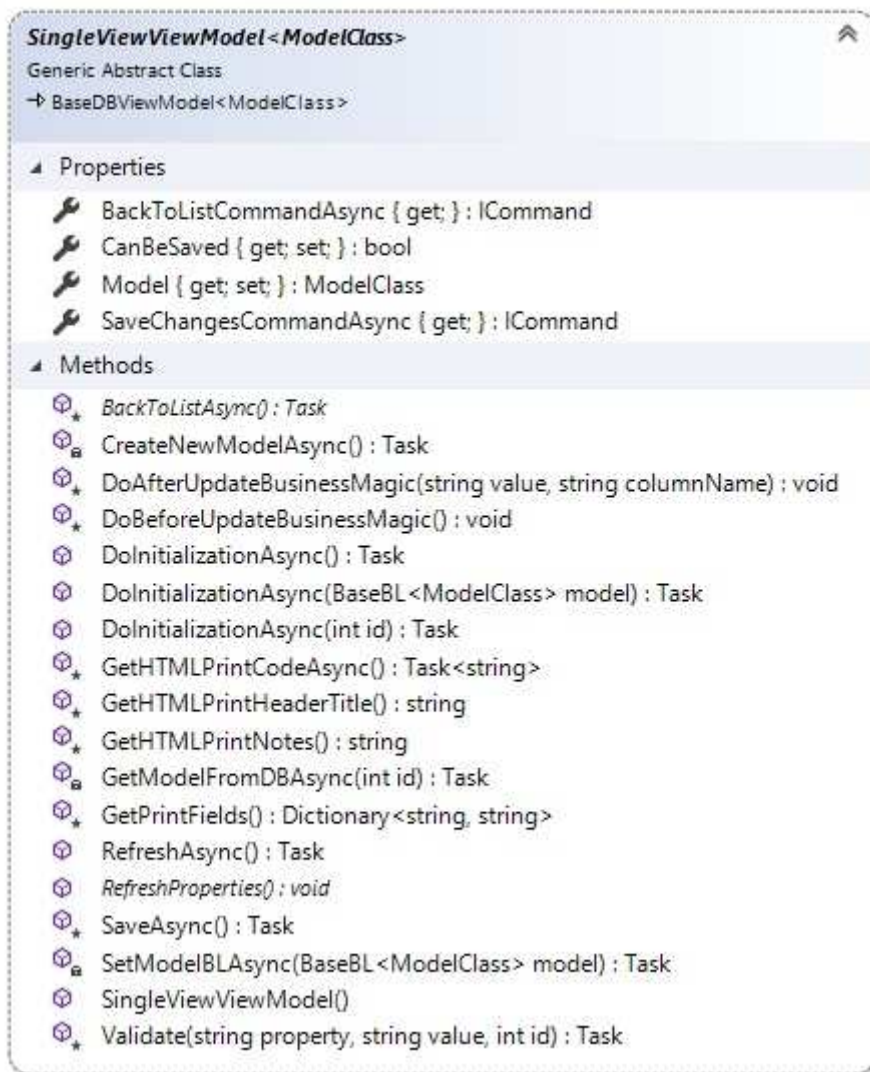 SingleViewViewModel<ModelClass>
Generic Abstract Class
BaseDBViewModel<ModelClass>
Properties
BackToListCommandAsync { get; } : ICommand
CanBeSaved { get; set; } : bool
Model { get; set; } : ModelClass
SaveChangesCommandAsync { get; } : ICommand
Methods
BackToListAsync() : Task
CreateNewModelAsync() : Task
DoAfterUpdateBusinessMagic(string value, string columnName) : void
DoBeforeUpdateBusinessMagic() : void
DoInitializationAsync() : Task
DoInitializationAsync(BaseBL<ModelClass> model) : Task
DoInitializationAsync(int id) : Task
GetHTMLPrintCodeAsync() : Task<string>
GetHTMLPrintHeaderTitle() : string
GetHTMLPrintNotes() : string
GetModelFromDBAsync(int id) : Task
GetPrintFields() : Dictionary<string, string>
RefreshAsync() : Task
RefreshProperties() : void
SaveAsync() : Task
SetModelBLAsync(BaseBL<ModelClass> model) : Task
SingleViewViewModel()
Validate(string property, string value, int id) : Task